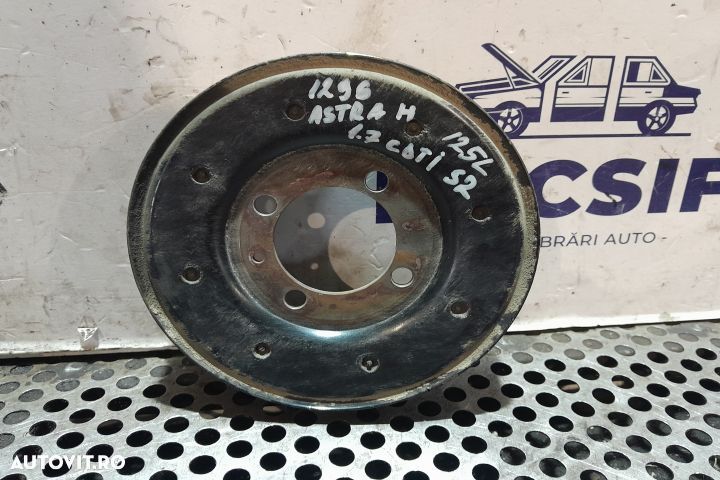 1296
ASTRA H
1.7 CDTI
125L
S2
CSIF
BRĂRI AUTO -
AUTOVIT.RO